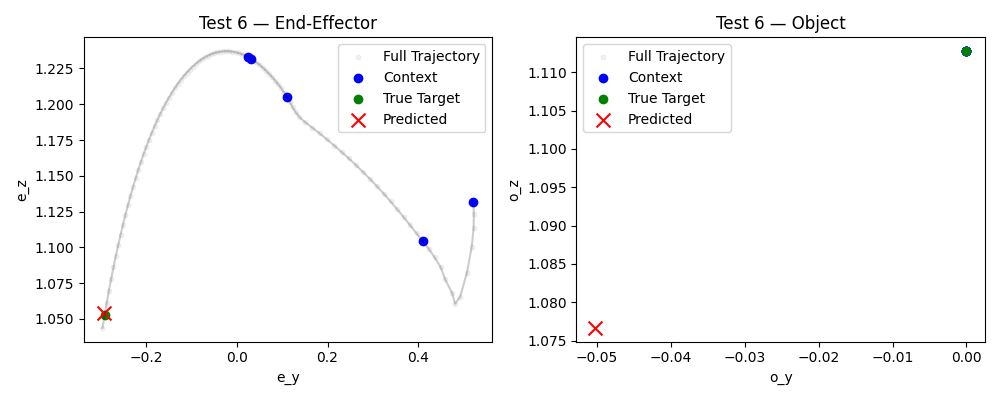 Test 6 — End-Effector
Full Trajectory
Context
True Target
Predicted
1.225
1.200
1.175
1.150
1.125
1.100
1.075
1.050
e_z
−0.2
0.0
0.2
0.4
e_y
Test 6 — Object
Full Trajectory
Context
True Target
Predicted
1.110
1.105
1.100
1.095
1.090
1.085
1.080
1.075
o_z
−0.05
−0.04
−0.03
−0.02
−0.01
0.00
o_y